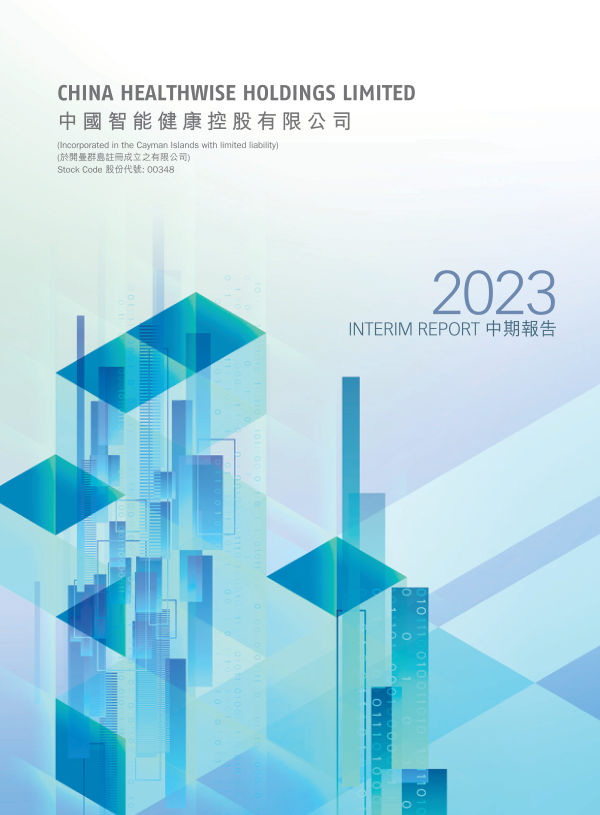 CHINA HEALTHWISE HOLDINGS LIMITED
中國智能健康控股有限公司
(Incorporated in the Cayman Islands with limited liability)
(於開曼群島註冊成立之有限公司)
Stock Code 股份代號: 00348
2023
INTERIM REPORT 中期報告